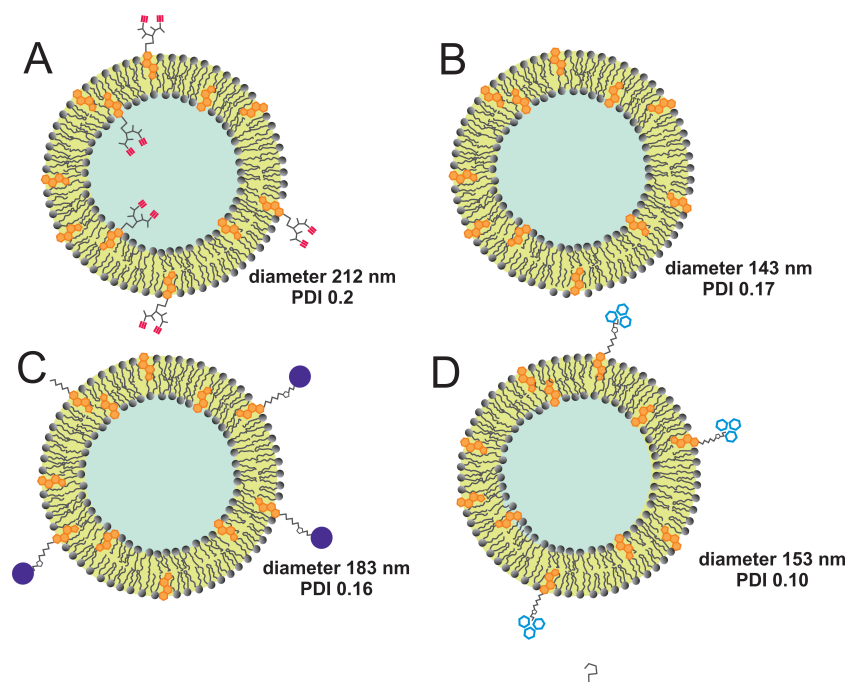 A
B
diameter 212 nm
PDI 0.2
diameter 143 nm
PDI 0.17
C
D
diameter 183 nm
PDI 0.16
diameter 153 nm
PDI 0.10